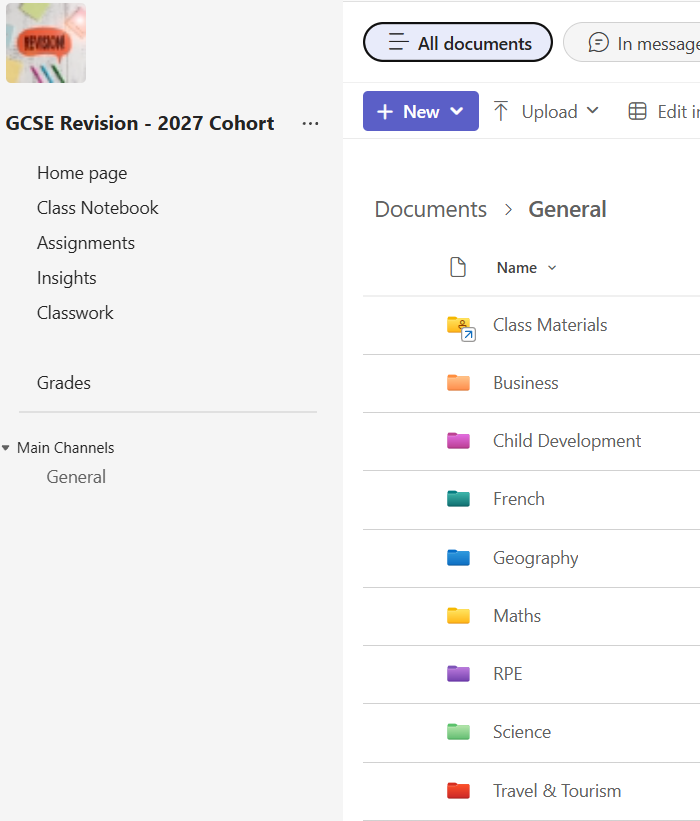 REVISION!
GCSE Revision - 2027 Cohort
Home page
Class Notebook
Assignments
Insights
Classwork
Grades
Main Channels
General
All documents
In message
New
Upload
Edit in
Documents > General
Name
Class Materials
Business
Child Development
French
Geography
Maths
RPE
Science
Travel & Tourism